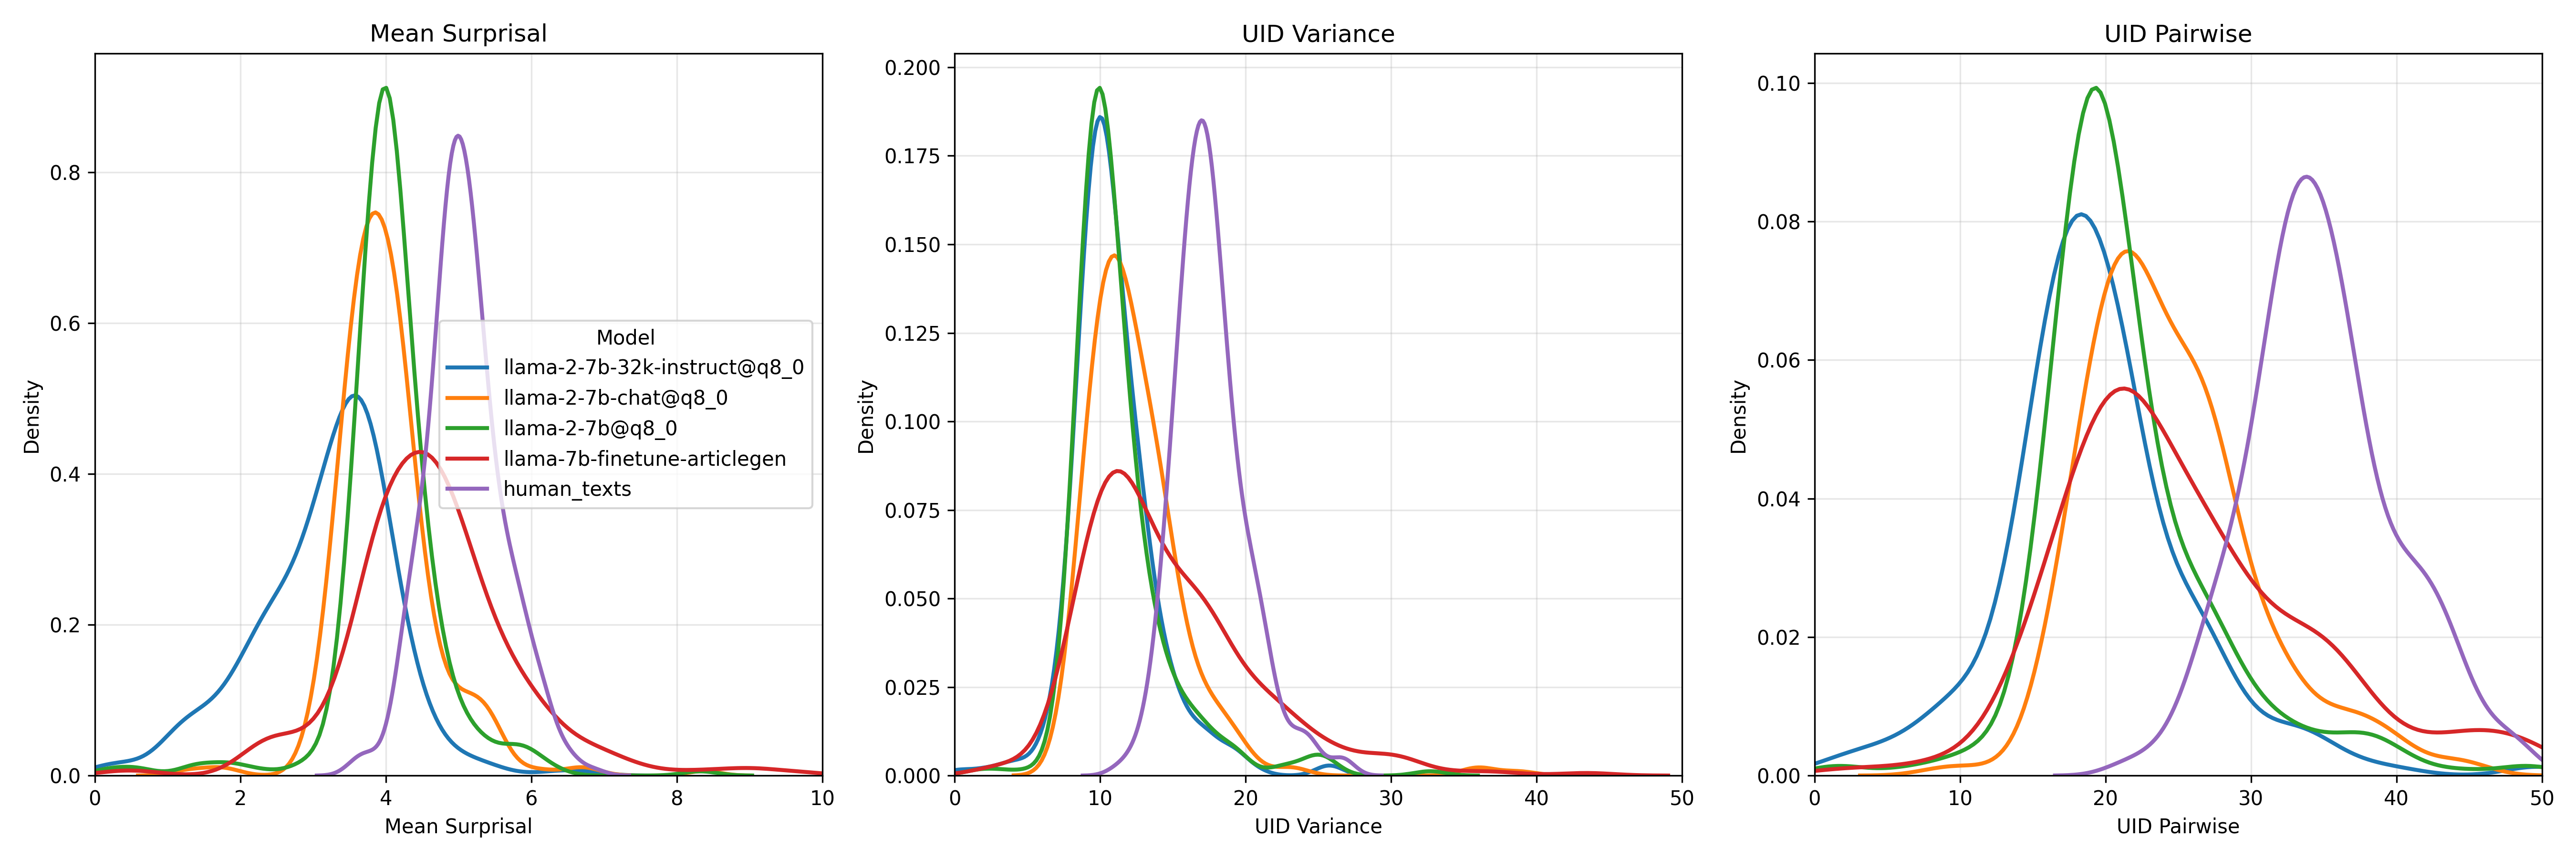 Mean Surprisal
Density
0.8
0.6
0.4
0.2
0.0
0 2 4 6 8 10
Mean Surprisal
Model
llama-2-7b-32k-instruct@q8_0
llama-2-7b-chat@q8_0
llama-2-7b@q8_0
llama-7b-finetune-articlegen
human_texts
UID Variance
Density
0.200
0.175
0.150
0.125
0.100
0.075
0.050
0.025
0.000
0 10 20 30 40 50
UID Variance
UID Pairwise
Density
0.10
0.08
0.06
0.04
0.02
0.00
0 10 20 30 40 50
UID Pairwise